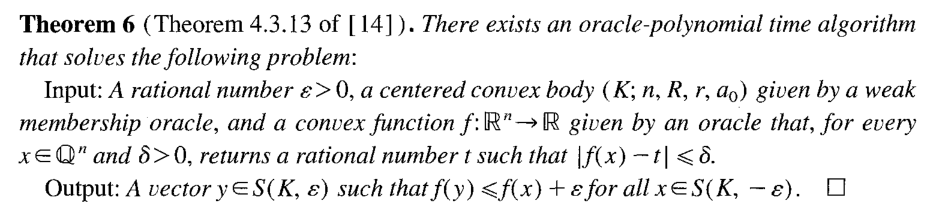 Theorem 6 (Theorem 4.3.13 of [14]). There exists an oracle-polynomial time algorithm
that solves the following problem:
Input: A rational number ε>0, a centered convex body (K; n, R, r, a₀) given by a weak
membership oracle, and a convex function f:ℝⁿ→ℝ given by an oracle that, for every
x∈ℚⁿ and δ>0, returns a rational number t such that |f(x)−t|⩽δ.
Output: A vector y∈S(K, ε) such that f(y)⩽f(x)+ε for all x∈S(K, −ε). □